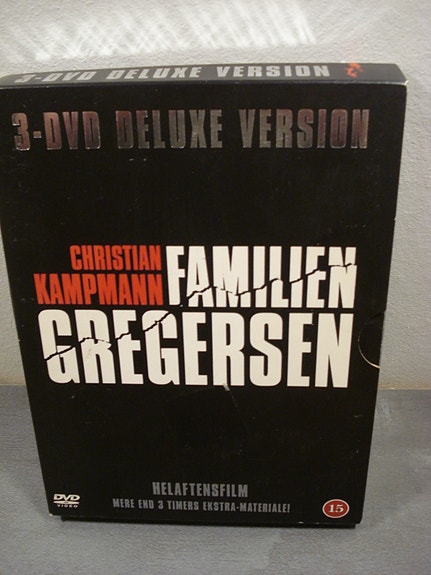 3-DVD DELUXE VERSION
3-DVD DELUXE VERSION
CHRISTIAN
KAMPMANN
FAMILIEN
GREGERSEN
HELAFTENSFILM
MERE END 3 TIMERS EKSTRA-MATERIALE!
DVD
VIDEO
15